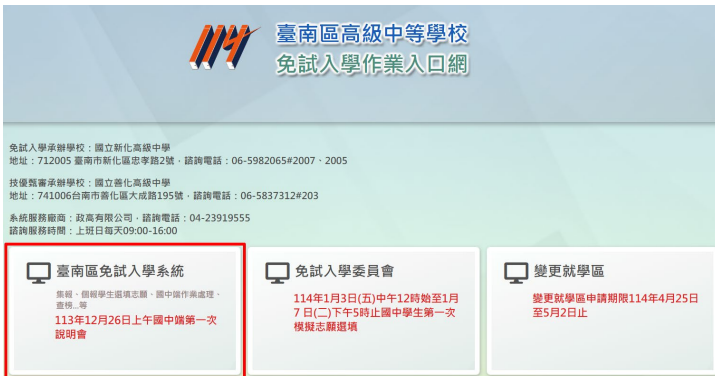 114
臺南區高級中等學校
免試入學作業入口網
免試入學承辦學校：國立新化高級中學
地址：712005 臺南市新化區忠孝路2號，諮詢電話：06-5982065#2007、2005
技優甄審承辦學校：國立善化高級中學
地址：741006台南市善化區大成路195號，諮詢電話：06-5837312#203
系統服務廠商：政高有限公司，諮詢電話：04-23919555
諮詢服務時間：上班日每天09:00-16:00
臺南區免試入學系統
集報、個報學生選填志願、國中端作業處理、
查榜...等
113年12月26日上午國中端第一次
說明會
免試入學委員會
114年1月3日(五)中午12時始至1月
7 日(二)下午5時止國中學生第一次
模擬志願選填
變更就學區
變更就學區申請期限114年4月25日
至5月2日止